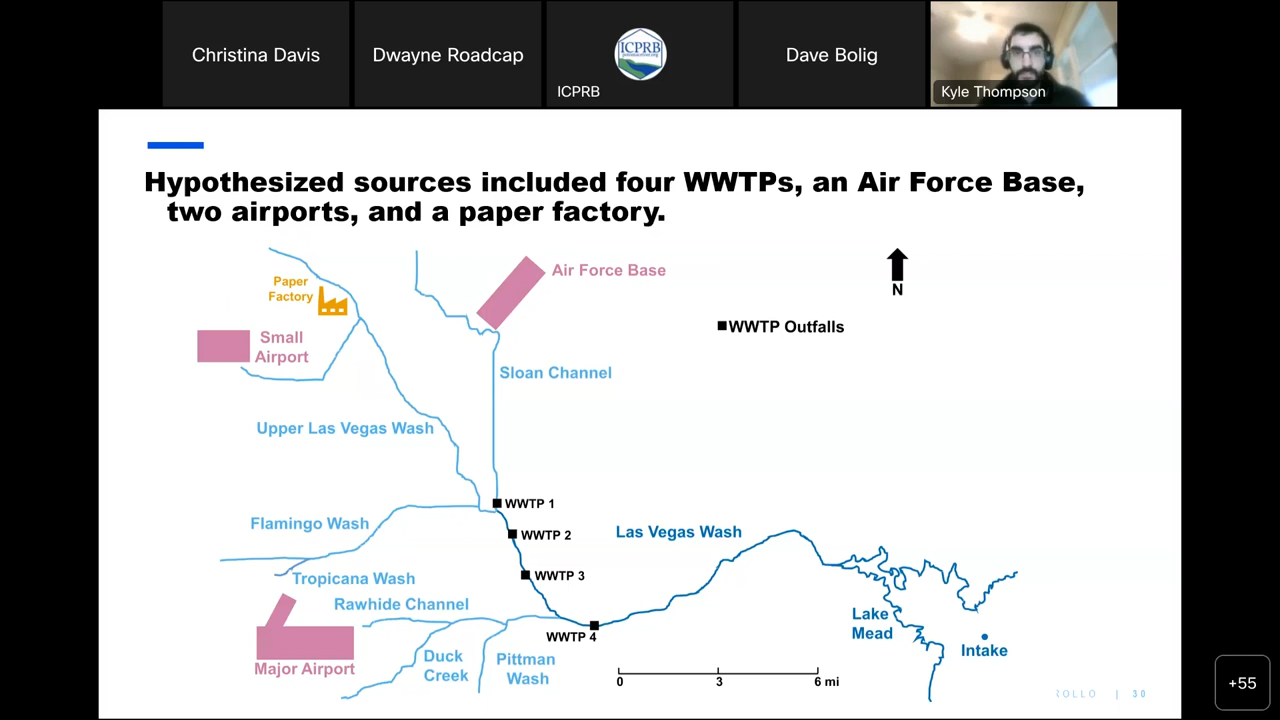 Christina Davis
Dwayne Roadcap
ICPRB
ICPRB
Dave Bolig
Kyle Thompson
Hypothesized sources included four WWTPs, an Air Force Base,
two airports, and a paper factory.
Paper
Factory
Air Force Base
N
WWTP Outfalls
Small
Airport
Sloan Channel
Upper Las Vegas Wash
WWTP 1
Flamingo Wash
WWTP 2
Las Vegas Wash
WWTP 3
Tropicana Wash
Rawhide Channel
Lake
Mead
WWTP 4
Intake
Major Airport
Duck
Creek
Pittman
Wash
0 3 6 mi
ROLLO | 30
+55